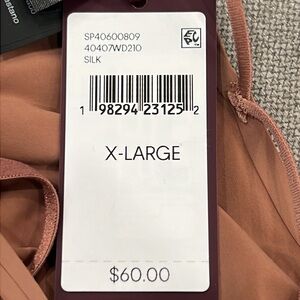 SP40600809
40407WD210
SILK
1 98294 23125 2
X-LARGE
$60.00